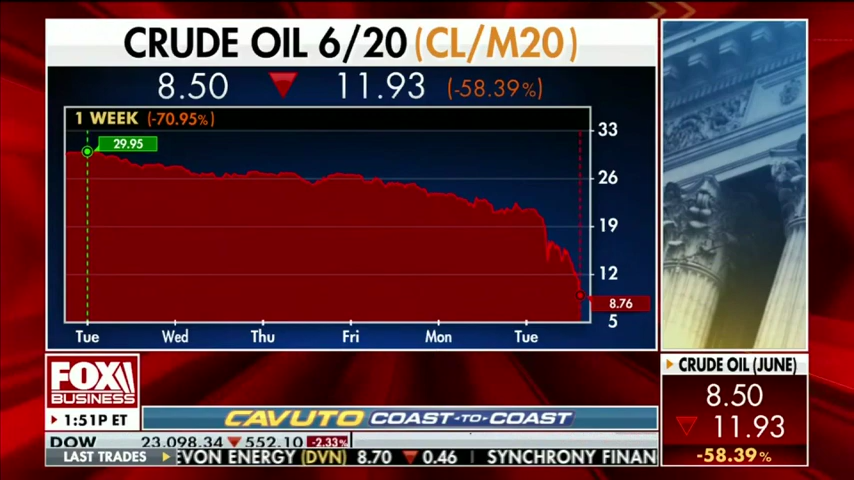 CRUDE OIL 6/20 (CL/M20)
8.50 ▼ 11.93 (-58.39%)
1 WEEK (-70.95%)
29.95
33
26
19
12
8.76
5
Tue Wed Thu Fri Mon Tue
FOX
BUSINESS
1:51P ET
CAVUTO COAST-TO-COAST
CRUDE OIL (JUNE)
8.50
▼ 11.93
-58.39%
DOW 23,098.34 ▼ 552.10 -2.33%
LAST TRADES EVON ENERGY (DVN) 8.70 ▼ 0.46 SYNCHRONY FINAN